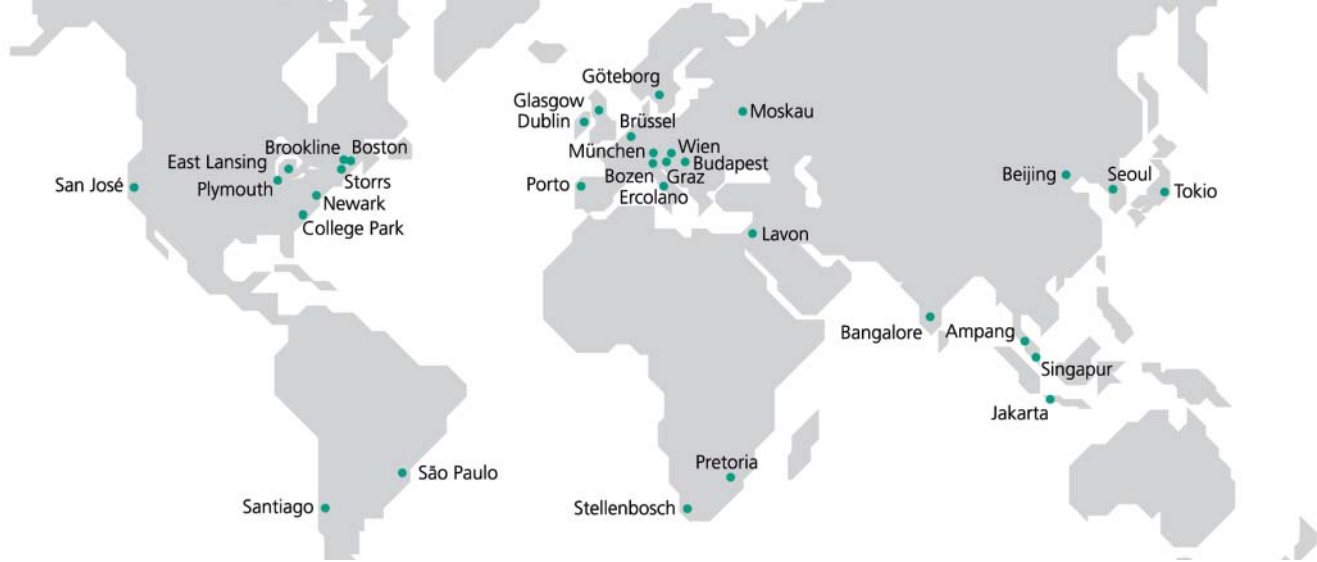 Göteborg
Glasgow
Moskau
Dublin
Brüssel
Brookline
Boston
Wien
München
East Lansing
Budapest
Storrs
Bozen
Graz
Beijing
Seoul
San José
Plymouth
Porto
Ercolano
Tokio
Newark
College Park
Lavon
Bangalore
Ampang
Singapur
Jakarta
Pretoria
São Paulo
Santiago
Stellenbosch